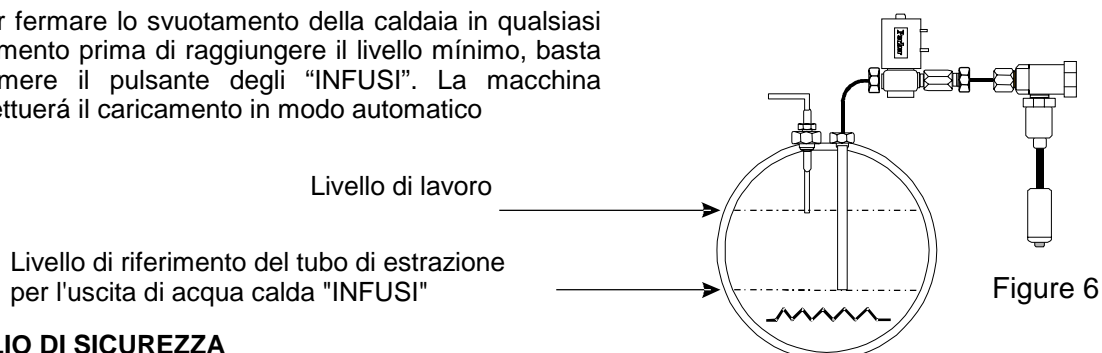 r fermare lo svuotamento della caldaia in qualsiasi
mento prima di raggiungere il livello mínimo, basta
mere il pulsante degli “INFUSI”. La macchina
ettuerá il caricamento in modo automatico
Parker
Livello di lavoro
Livello di riferimento del tubo di estrazione
per l'uscita di acqua calda "INFUSI"
Figure 6
LIO DI SICUREZZA